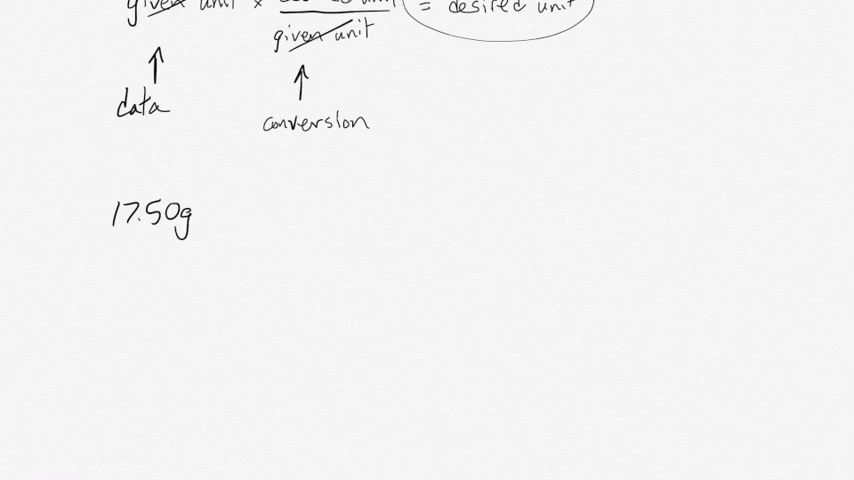 given unit × = desired unit
given unit
data
conversion
17.50g